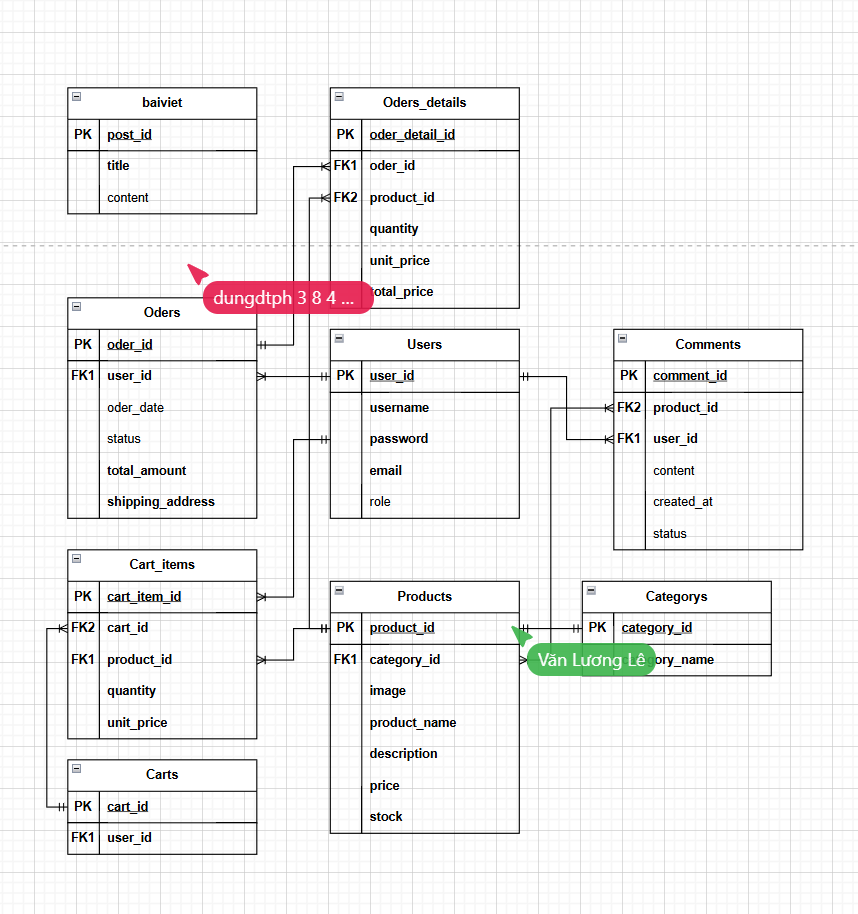 baiviet
PK post_id
title
content
Oders_details
PK oder_detail_id
FK1 oder_id
FK2 product_id
quantity
unit_price
total_price
dungdtph 3 8 4 ...
Oders
PK oder_id
FK1 user_id
oder_date
status
total_amount
shipping_address
Users
PK user_id
username
password
email
role
Comments
PK comment_id
FK2 product_id
FK1 user_id
content
created_at
status
Cart_items
PK cart_item_id
FK2 cart_id
FK1 product_id
quantity
unit_price
Products
PK product_id
FK1 category_id
image
product_name
description
price
stock
Categorys
PK category_id
Văn Lương Lê
category_name
Carts
PK cart_id
FK1 user_id